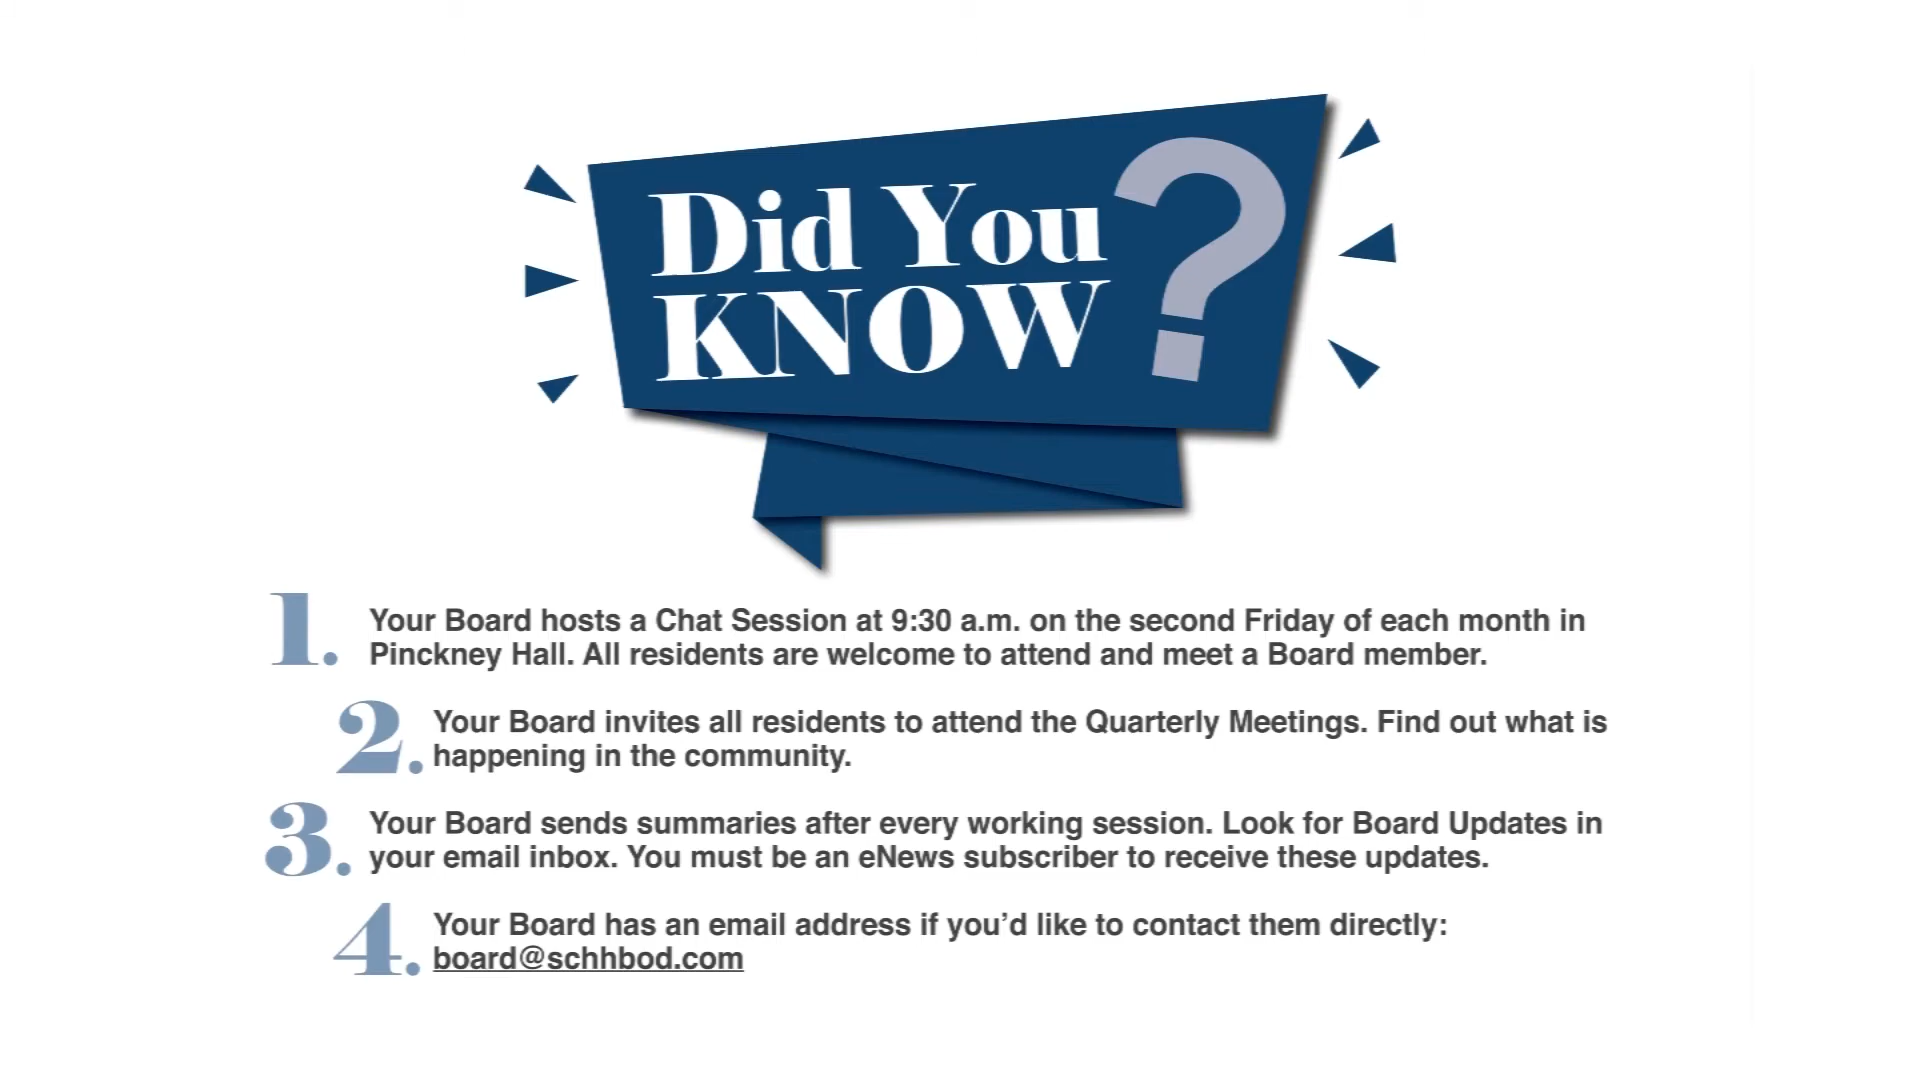 Did You
KNOW?
1. Your Board hosts a Chat Session at 9:30 a.m. on the second Friday of each month in
Pinckney Hall. All residents are welcome to attend and meet a Board member.
2. Your Board invites all residents to attend the Quarterly Meetings. Find out what is
happening in the community.
3. Your Board sends summaries after every working session. Look for Board Updates in
your email inbox. You must be an eNews subscriber to receive these updates.
4. Your Board has an email address if you’d like to contact them directly:
board@schhbod.com